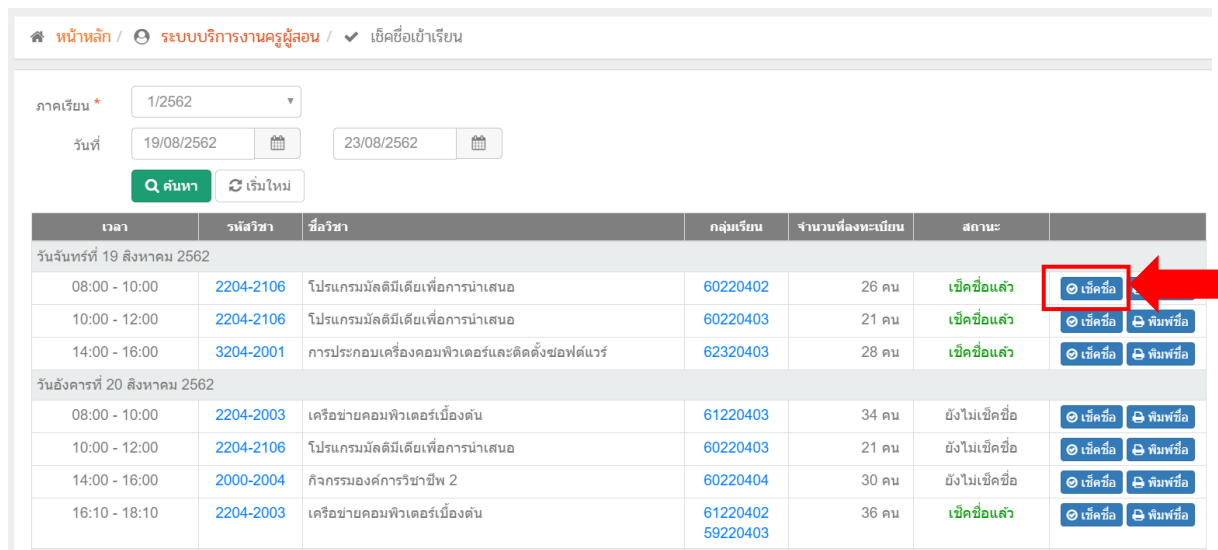 หน้าหลัก / ระบบบริการงานครูผู้สอน / เช็คชื่อเข้าเรียน
ภาคเรียน * 1/2562
วันที่ 19/08/2562 23/08/2562
ค้นหา เริ่มใหม่
เวลา รหัสวิชา ชื่อวิชา กลุ่มเรียน จำนวนที่ลงทะเบียน สถานะ
วันจันทร์ที่ 19 สิงหาคม 2562
08:00 - 10:00 2204-2106 โปรแกรมมัลติมีเดียเพื่อการนำเสนอ 60220402 26 คน เช็คชื่อแล้ว เช็คชื่อ
10:00 - 12:00 2204-2106 โปรแกรมมัลติมีเดียเพื่อการนำเสนอ 60220403 21 คน เช็คชื่อแล้ว เช็คชื่อ พิมพ์ชื่อ
14:00 - 16:00 3204-2001 การประกอบเครื่องคอมพิวเตอร์และติดตั้งซอฟต์แวร์ 62320403 28 คน เช็คชื่อแล้ว เช็คชื่อ พิมพ์ชื่อ
วันอังคารที่ 20 สิงหาคม 2562
08:00 - 10:00 2204-2003 เครือข่ายคอมพิวเตอร์เบื้องต้น 61220403 34 คน ยังไม่เช็คชื่อ เช็คชื่อ พิมพ์ชื่อ
10:00 - 12:00 2204-2106 โปรแกรมมัลติมีเดียเพื่อการนำเสนอ 60220403 21 คน ยังไม่เช็คชื่อ เช็คชื่อ พิมพ์ชื่อ
14:00 - 16:00 2000-2004 กิจกรรมองค์การวิชาชีพ 2 60220404 30 คน ยังไม่เช็คชื่อ เช็คชื่อ พิมพ์ชื่อ
16:10 - 18:10 2204-2003 เครือข่ายคอมพิวเตอร์เบื้องต้น 61220402 36 คน เช็คชื่อแล้ว เช็คชื่อ พิมพ์ชื่อ
59220403